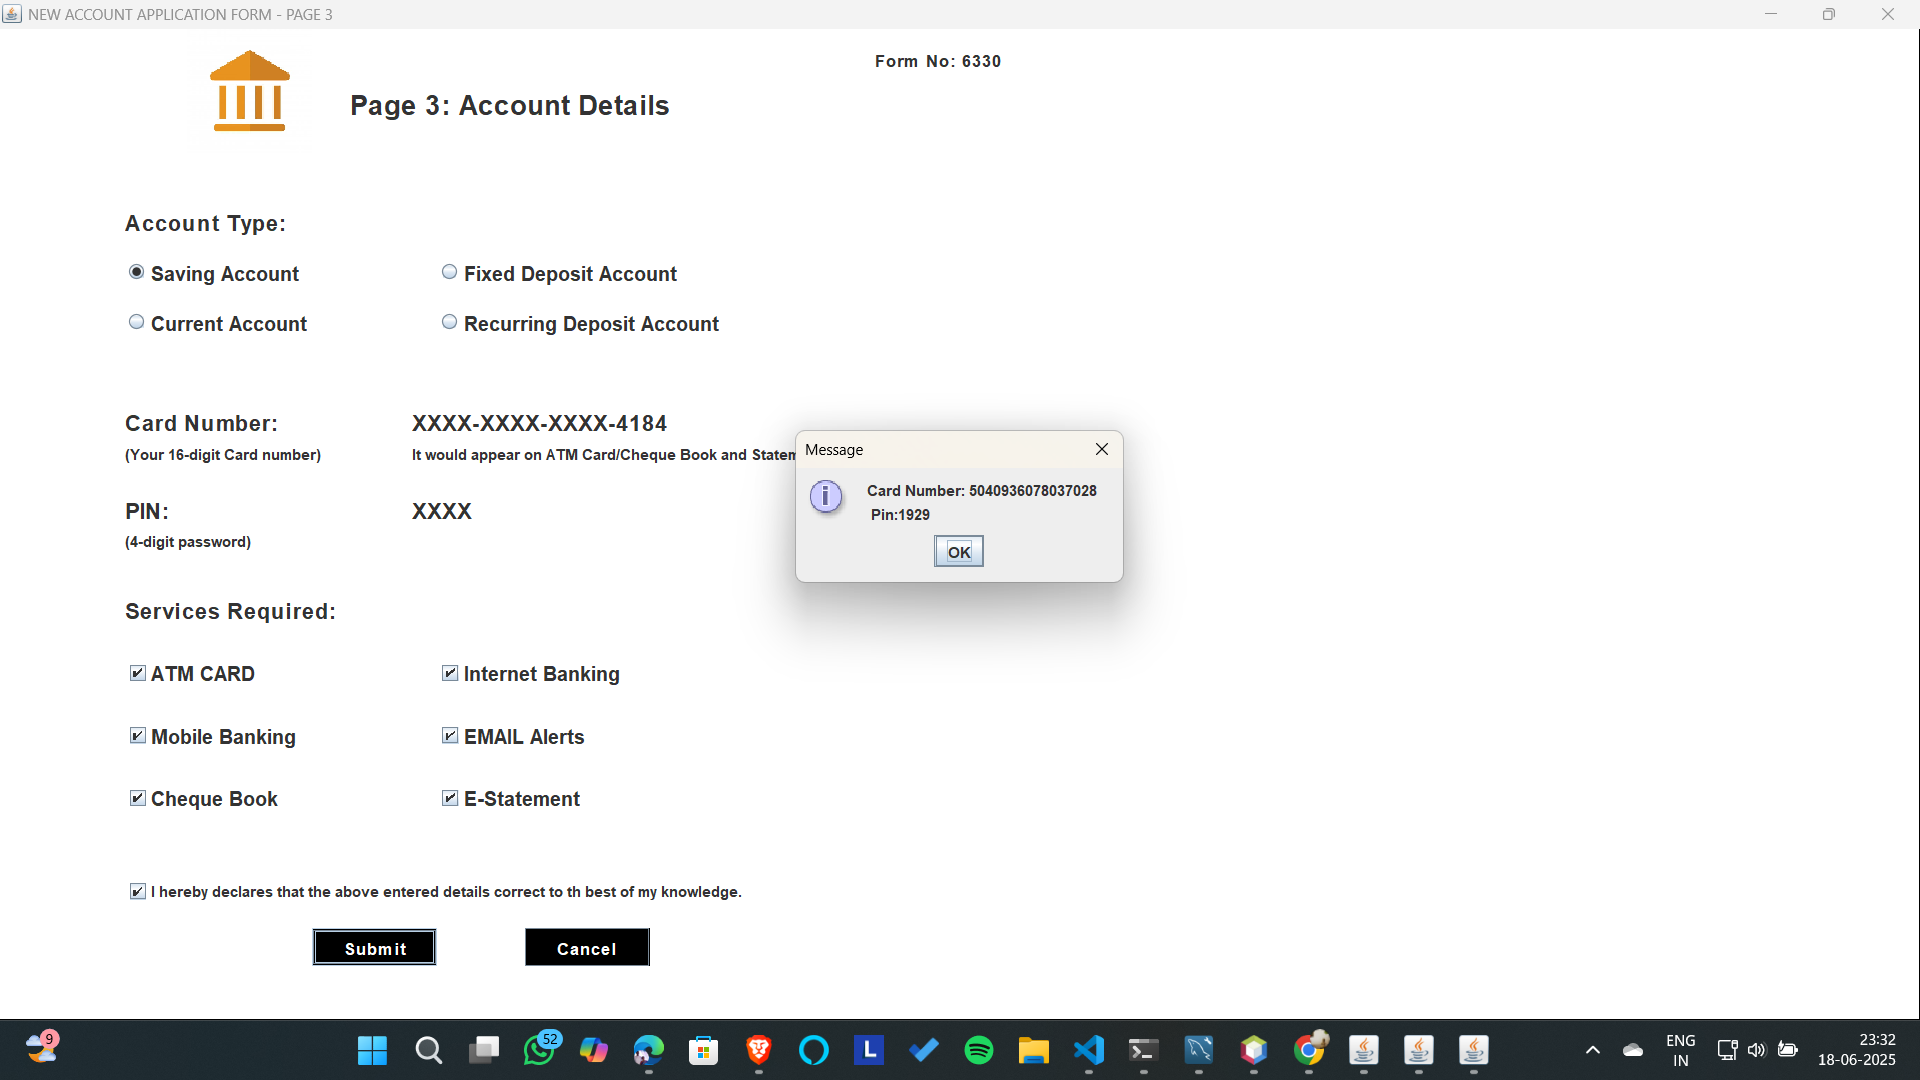 NEW ACCOUNT APPLICATION FORM - PAGE 3
Form No: 6330
Page 3: Account Details
Account Type:
Saving Account
Fixed Deposit Account
Current Account
Recurring Deposit Account
Card Number:
XXXX-XXXX-XXXX-4184
(Your 16-digit Card number)
It would appear on ATM Card/Cheque Book and Statem
Message
Card Number: 5040936078037028
Pin:1929
OK
PIN:
XXXX
(4-digit password)
Services Required:
ATM CARD
Internet Banking
Mobile Banking
EMAIL Alerts
Cheque Book
E-Statement
I hereby declares that the above entered details correct to th best of my knowledge.
Submit
Cancel
9
52
L
ENG
IN
23:32
18-06-2025